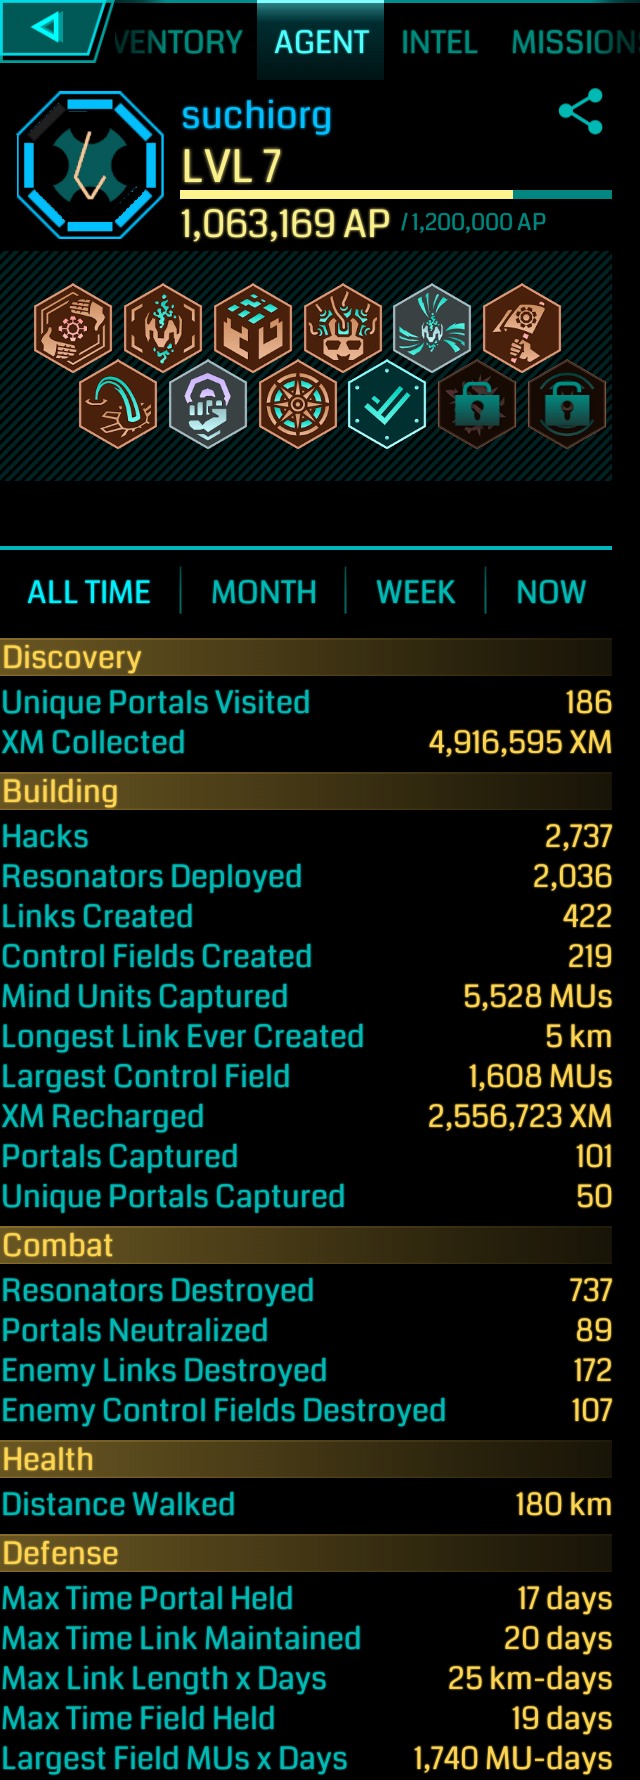 VENTORY AGENT INTEL MISSION
suchiorg
LVL 7
1,063,169 AP / 1,200,000 AP
ALL TIME MONTH WEEK NOW
Discovery
Unique Portals Visited 186
XM Collected 4,916,595 XM
Building
Hacks 2,737
Resonators Deployed 2,036
Links Created 422
Control Fields Created 219
Mind Units Captured 5,528 MUs
Longest Link Ever Created 5 km
Largest Control Field 1,608 MUs
XM Recharged 2,556,723 XM
Portals Captured 101
Unique Portals Captured 50
Combat
Resonators Destroyed 737
Portals Neutralized 89
Enemy Links Destroyed 172
Enemy Control Fields Destroyed 107
Health
Distance Walked 180 km
Defense
Max Time Portal Held 17 days
Max Time Link Maintained 20 days
Max Link Length x Days 25 km-days
Max Time Field Held 19 days
Largest Field MUs x Days 1,740 MU-days